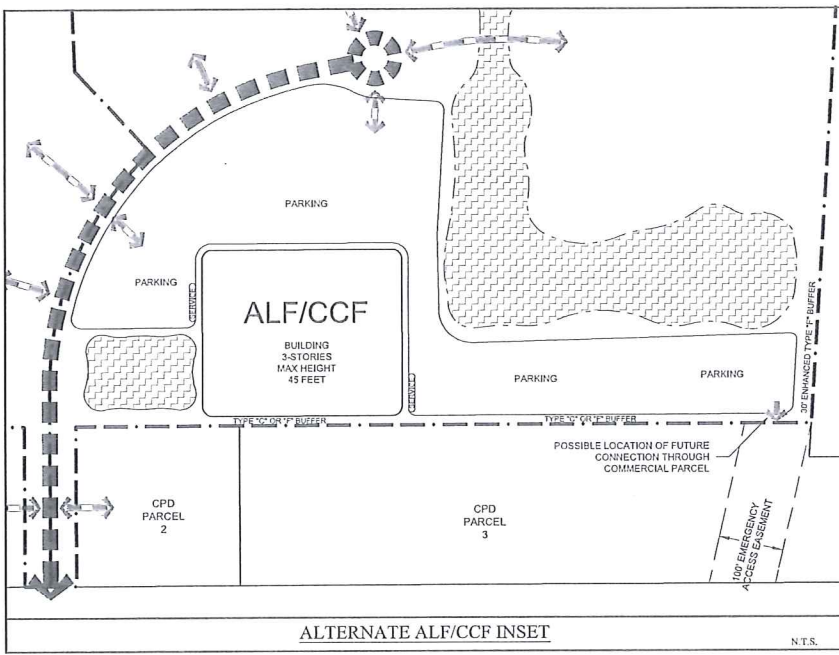 PARKING
PARKING
SERVICE
ALF/CCF
BUILDING
3-STORIES
MAX HEIGHT
45 FEET
SERVICE
PARKING
PARKING
30' ENHANCED TYPE "F" BUFFER
TYPE "C" OR "F" BUFFER
TYPE "C" OR "F" BUFFER
POSSIBLE LOCATION OF FUTURE
CONNECTION THROUGH
COMMERCIAL PARCEL
CPD
PARCEL
2
CPD
PARCEL
3
100' EMERGENCY
ACCESS EASEMENT
ALTERNATE ALF/CCF INSET
N.T.S.